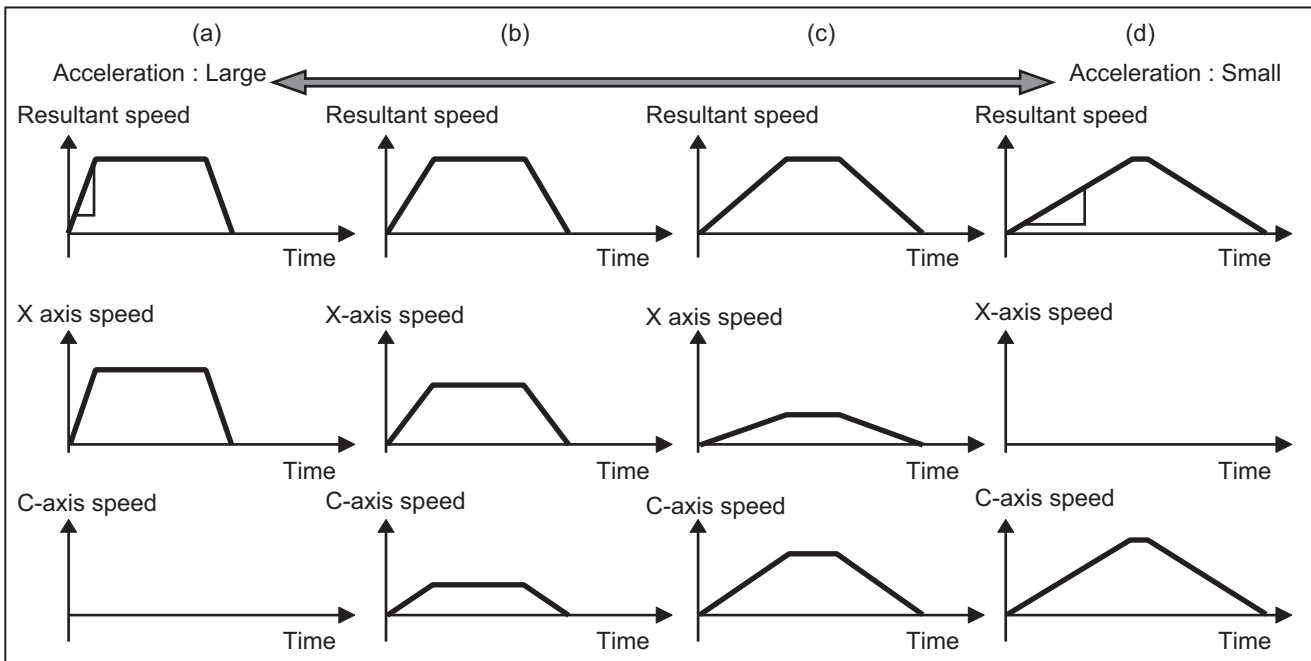 (a) (b) (c) (d)
Acceleration : Large Acceleration : Small
Resultant speed Resultant speed Resultant speed Resultant speed
Time Time Time Time
X axis speed X-axis speed X axis speed X-axis speed
Time Time Time Time
C-axis speed C-axis speed C-axis speed C-axis speed
Time Time Time Time